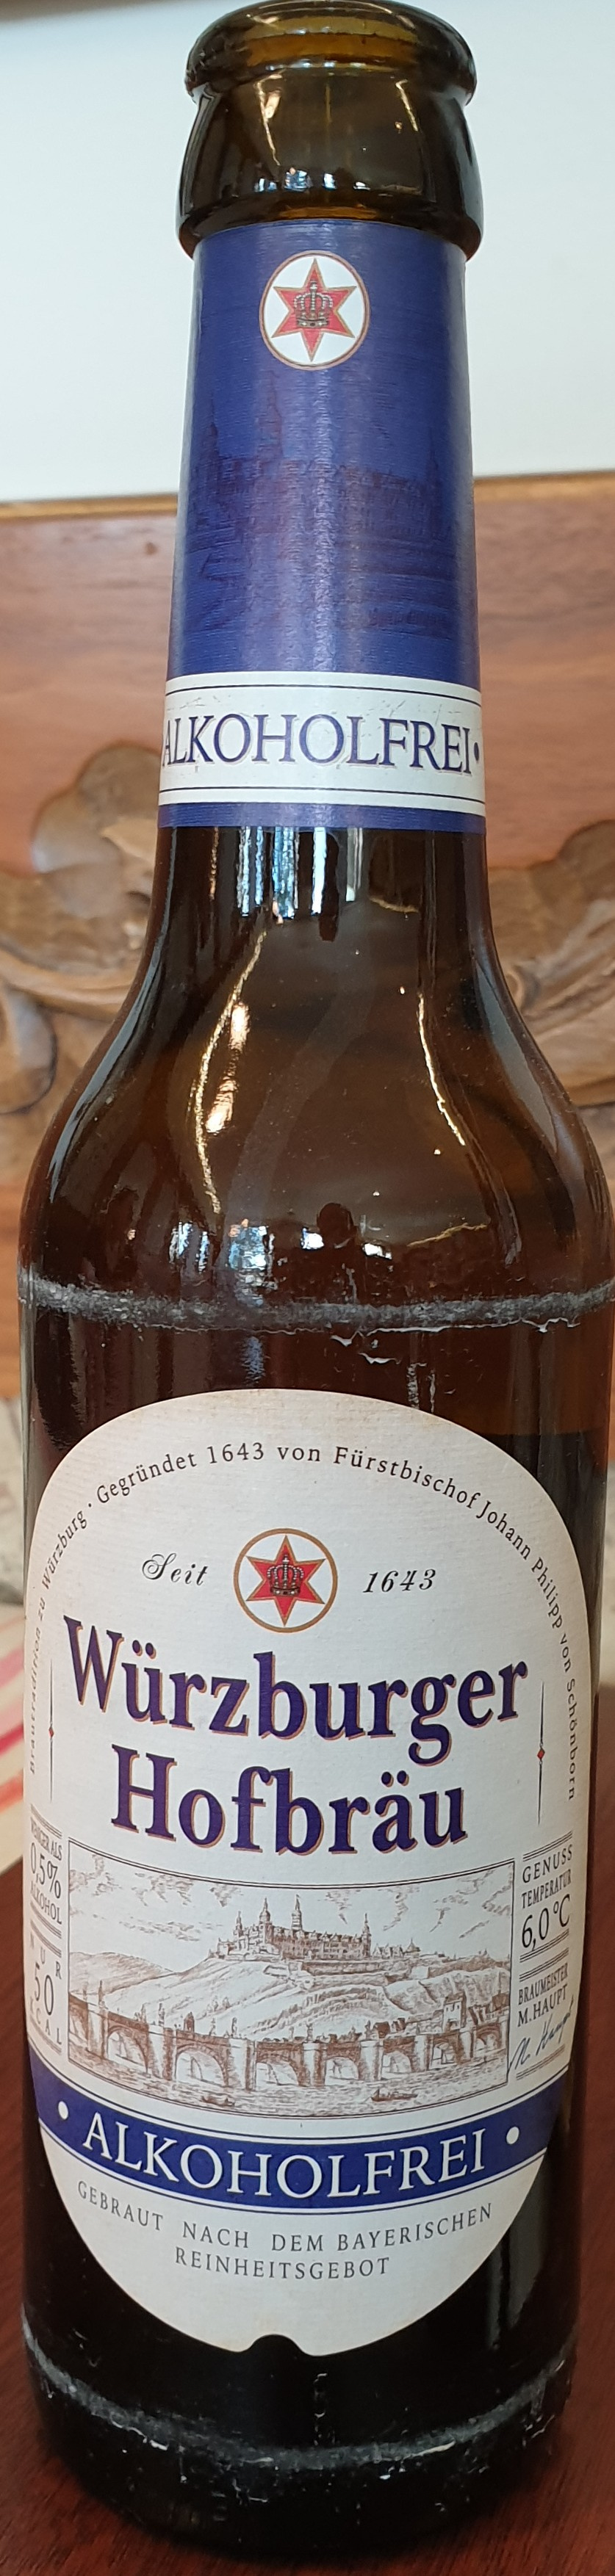 ALKOHOLFREI·
Brautradition zu Würzburg · Gegründet 1643 von Fürstbischof Johann Philipp von Schönborn
Seit 1643
Würzburger
Hofbräu
WENIGER ALS
0,5%
ALKOHOL
NUR
50
KCAL
GENUSS
TEMPERATUR
6,0 °C
BRAUMEISTER
M. HAUPT
M. Haupt
· ALKOHOLFREI ·
GEBRAUT NACH DEM BAYERISCHEN
REINHEITSGEBOT